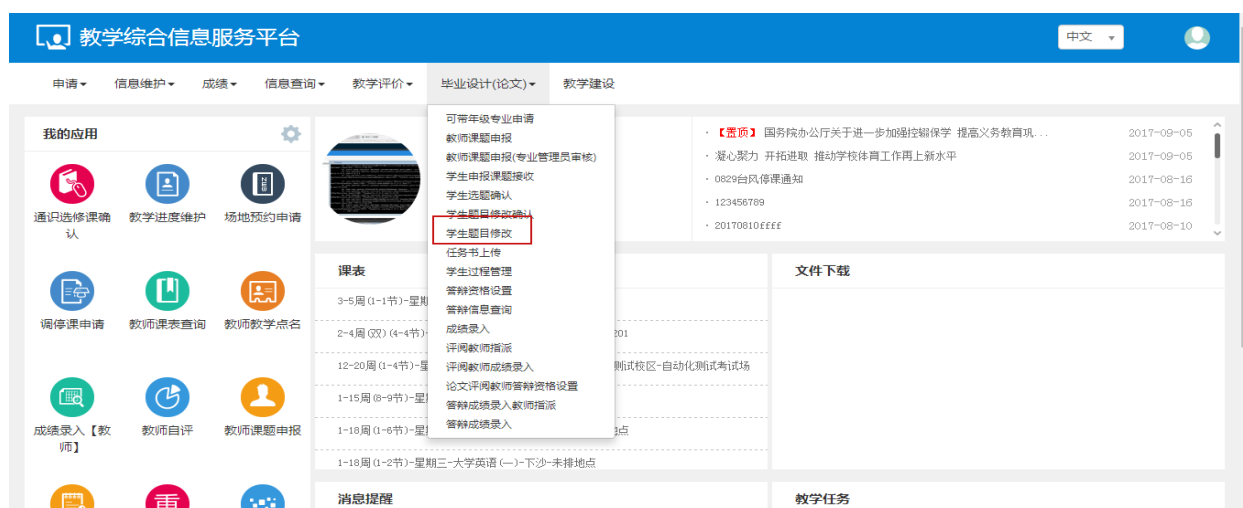 教学综合信息服务平台
中文
申请 信息维护 成绩 信息查询 教学评价 毕业设计(论文) 教学建设
我的应用
通识选修课确认
教学进度维护
场地预约申请
调停课申请
教师课表查询
教师教学点名
成绩录入【教师】
教师自评
教师课题申报
重
可带年级专业申请
教师课题申报
教师课题申报(专业管理员审核)
学生申报课题接收
学生选题确认
学生题目修改确认
学生题目修改
任务书上传
学生过程管理
答辩资格设置
答辩信息查询
成绩录入
评阅教师指派
评阅教师成绩录入
论文评阅教师答辩资格设置
答辩成绩录入教师指派
答辩成绩录入
· 【置顶】 国务院办公厅关于进一步加强控辍保学 提高义务教育巩... 2017-09-05
· 凝心聚力 开拓进取 推动学校体育工作再上新水平 2017-09-05
· 0829台风停课通知 2017-08-16
· 123456789 2017-08-16
· 20170810ffff 2017-08-10
课表
3-5周(1-1节)-星期
2-4周(双)(4-4节)- 201
12-20周(1-4节)-星 测试校区-自动化测试考试场
1-15周(8-9节)-星
1-18周(1-6节)-星 地点
1-18周(1-2节)-星期三-大学英语(一)-下沙-未排地点
文件下载
消息提醒
教学任务